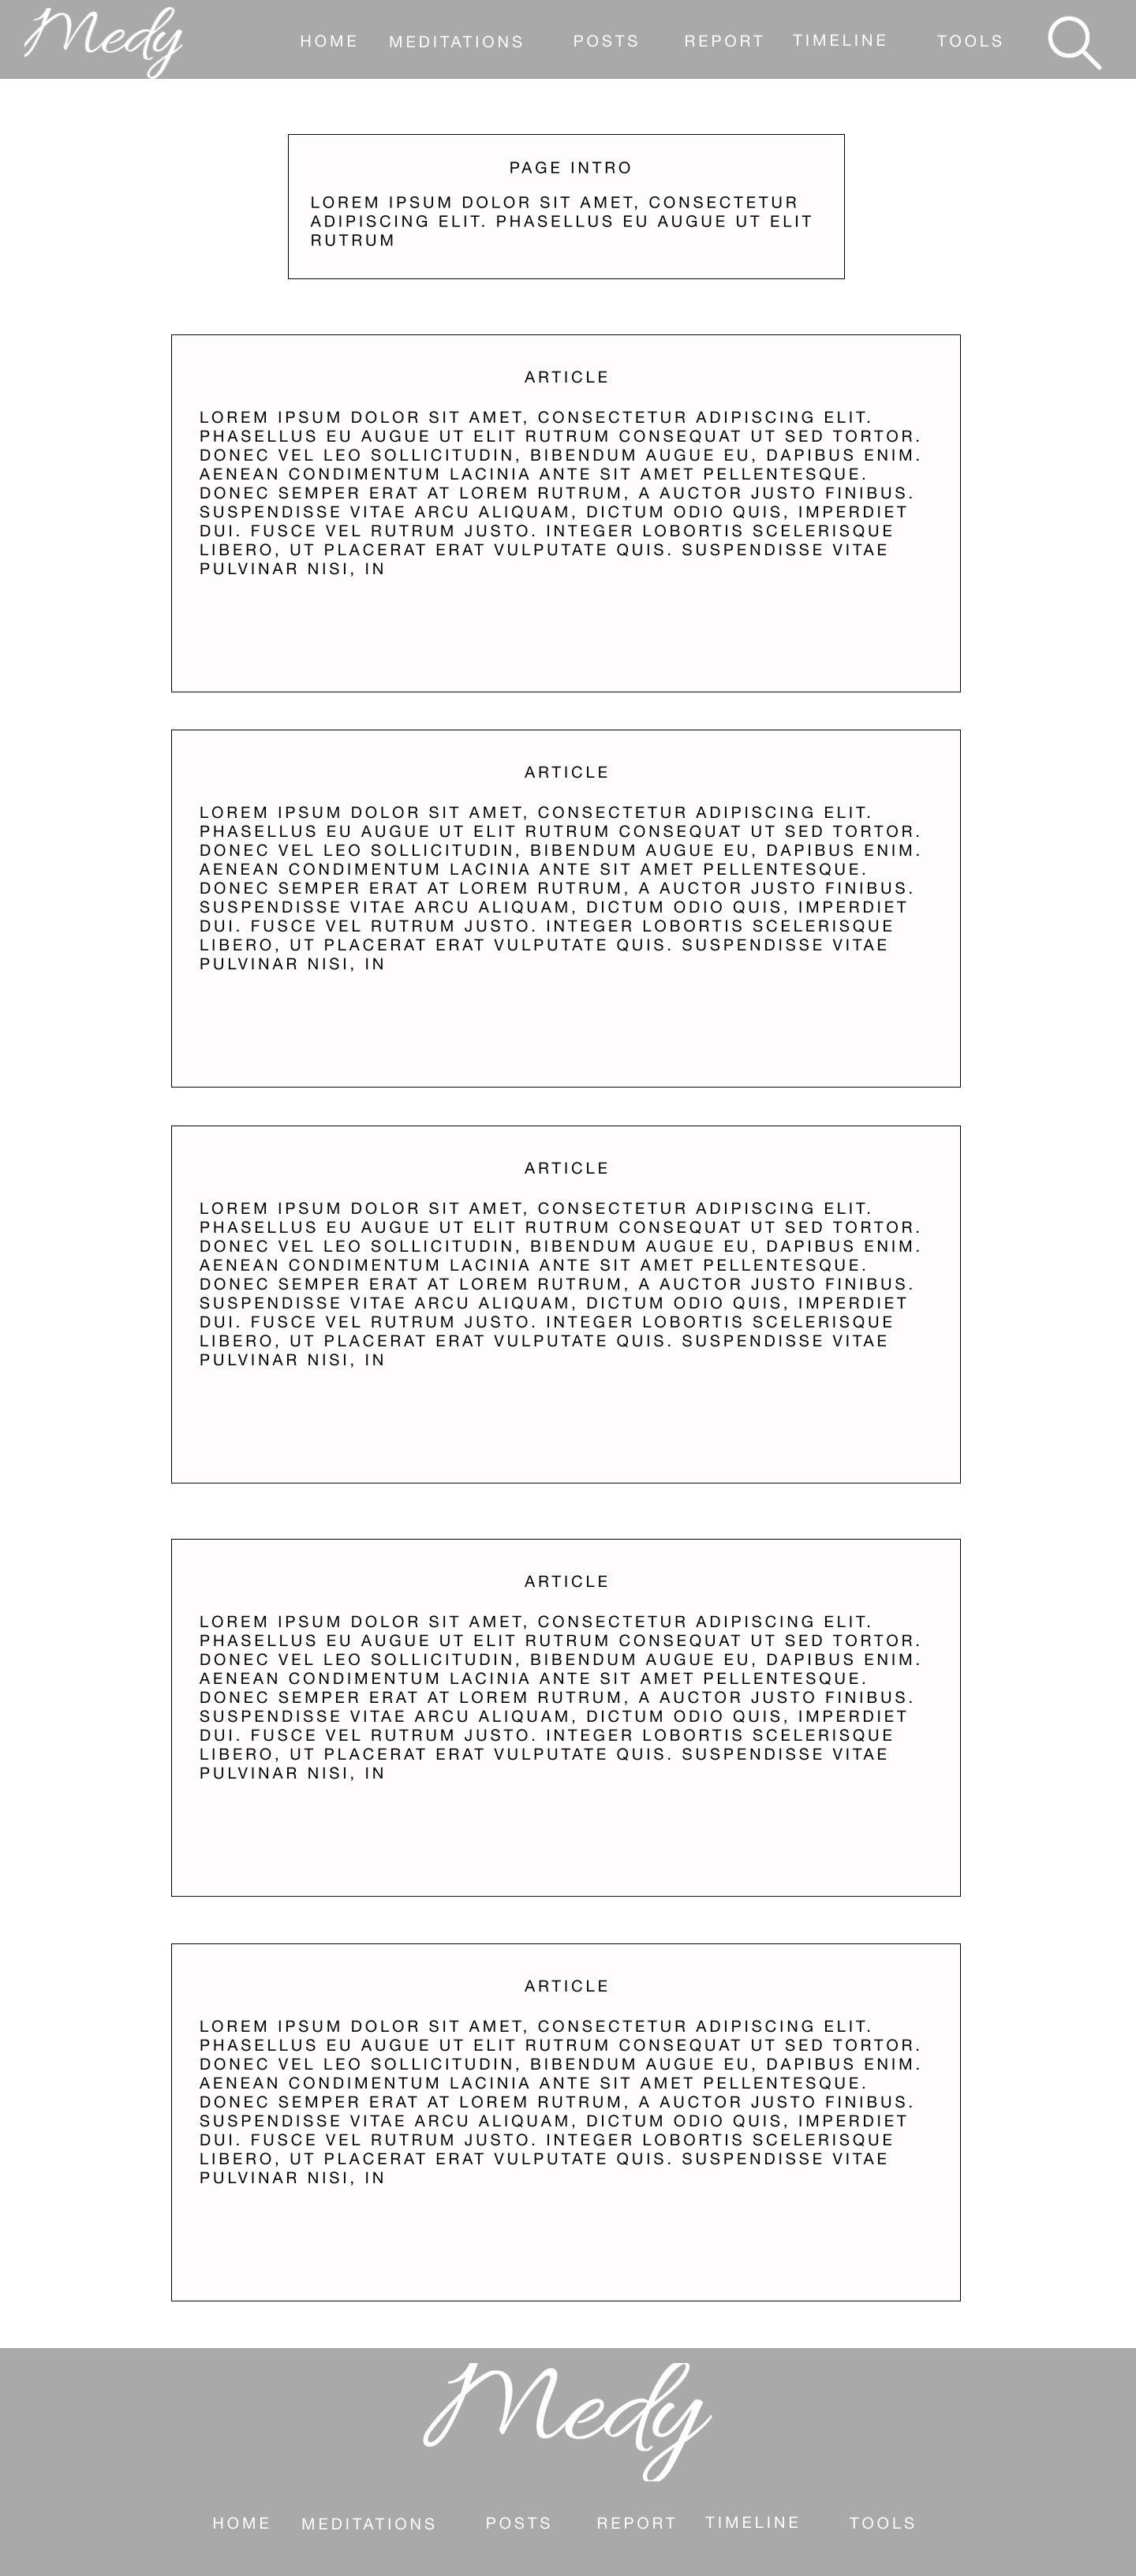 Medy
HOME MEDITATIONS POSTS REPORT TIMELINE TOOLS
PAGE INTRO
LOREM IPSUM DOLOR SIT AMET, CONSECTETUR
ADIPISCING ELIT. PHASELLUS EU AUGUE UT ELIT
RUTRUM
ARTICLE
LOREM IPSUM DOLOR SIT AMET, CONSECTETUR ADIPISCING ELIT.
PHASELLUS EU AUGUE UT ELIT RUTRUM CONSEQUAT UT SED TORTOR.
DONEC VEL LEO SOLLICITUDIN, BIBENDUM AUGUE EU, DAPIBUS ENIM.
AENEAN CONDIMENTUM LACINIA ANTE SIT AMET PELLENTESQUE.
DONEC SEMPER ERAT AT LOREM RUTRUM, A AUCTOR JUSTO FINIBUS.
SUSPENDISSE VITAE ARCU ALIQUAM, DICTUM ODIO QUIS, IMPERDIET
DUI. FUSCE VEL RUTRUM JUSTO. INTEGER LOBORTIS SCELERISQUE
LIBERO, UT PLACERAT ERAT VULPUTATE QUIS. SUSPENDISSE VITAE
PULVINAR NISI, IN
ARTICLE
LOREM IPSUM DOLOR SIT AMET, CONSECTETUR ADIPISCING ELIT.
PHASELLUS EU AUGUE UT ELIT RUTRUM CONSEQUAT UT SED TORTOR.
DONEC VEL LEO SOLLICITUDIN, BIBENDUM AUGUE EU, DAPIBUS ENIM.
AENEAN CONDIMENTUM LACINIA ANTE SIT AMET PELLENTESQUE.
DONEC SEMPER ERAT AT LOREM RUTRUM, A AUCTOR JUSTO FINIBUS.
SUSPENDISSE VITAE ARCU ALIQUAM, DICTUM ODIO QUIS, IMPERDIET
DUI. FUSCE VEL RUTRUM JUSTO. INTEGER LOBORTIS SCELERISQUE
LIBERO, UT PLACERAT ERAT VULPUTATE QUIS. SUSPENDISSE VITAE
PULVINAR NISI, IN
ARTICLE
LOREM IPSUM DOLOR SIT AMET, CONSECTETUR ADIPISCING ELIT.
PHASELLUS EU AUGUE UT ELIT RUTRUM CONSEQUAT UT SED TORTOR.
DONEC VEL LEO SOLLICITUDIN, BIBENDUM AUGUE EU, DAPIBUS ENIM.
AENEAN CONDIMENTUM LACINIA ANTE SIT AMET PELLENTESQUE.
DONEC SEMPER ERAT AT LOREM RUTRUM, A AUCTOR JUSTO FINIBUS.
SUSPENDISSE VITAE ARCU ALIQUAM, DICTUM ODIO QUIS, IMPERDIET
DUI. FUSCE VEL RUTRUM JUSTO. INTEGER LOBORTIS SCELERISQUE
LIBERO, UT PLACERAT ERAT VULPUTATE QUIS. SUSPENDISSE VITAE
PULVINAR NISI, IN
ARTICLE
LOREM IPSUM DOLOR SIT AMET, CONSECTETUR ADIPISCING ELIT.
PHASELLUS EU AUGUE UT ELIT RUTRUM CONSEQUAT UT SED TORTOR.
DONEC VEL LEO SOLLICITUDIN, BIBENDUM AUGUE EU, DAPIBUS ENIM.
AENEAN CONDIMENTUM LACINIA ANTE SIT AMET PELLENTESQUE.
DONEC SEMPER ERAT AT LOREM RUTRUM, A AUCTOR JUSTO FINIBUS.
SUSPENDISSE VITAE ARCU ALIQUAM, DICTUM ODIO QUIS, IMPERDIET
DUI. FUSCE VEL RUTRUM JUSTO. INTEGER LOBORTIS SCELERISQUE
LIBERO, UT PLACERAT ERAT VULPUTATE QUIS. SUSPENDISSE VITAE
PULVINAR NISI, IN
ARTICLE
LOREM IPSUM DOLOR SIT AMET, CONSECTETUR ADIPISCING ELIT.
PHASELLUS EU AUGUE UT ELIT RUTRUM CONSEQUAT UT SED TORTOR.
DONEC VEL LEO SOLLICITUDIN, BIBENDUM AUGUE EU, DAPIBUS ENIM.
AENEAN CONDIMENTUM LACINIA ANTE SIT AMET PELLENTESQUE.
DONEC SEMPER ERAT AT LOREM RUTRUM, A AUCTOR JUSTO FINIBUS.
SUSPENDISSE VITAE ARCU ALIQUAM, DICTUM ODIO QUIS, IMPERDIET
DUI. FUSCE VEL RUTRUM JUSTO. INTEGER LOBORTIS SCELERISQUE
LIBERO, UT PLACERAT ERAT VULPUTATE QUIS. SUSPENDISSE VITAE
PULVINAR NISI, IN
Medy
HOME MEDITATIONS POSTS REPORT TIMELINE TOOLS